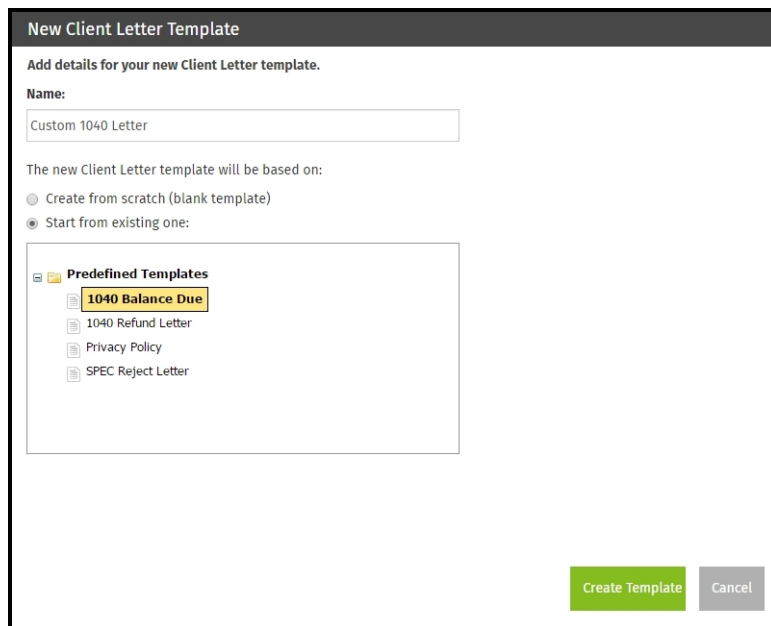 New Client Letter Template
Add details for your new Client Letter template.
Name:
Custom 1040 Letter
The new Client Letter template will be based on:
Create from scratch (blank template)
Start from existing one:
Predefined Templates
1040 Balance Due
1040 Refund Letter
Privacy Policy
SPEC Reject Letter
Create Template Cancel